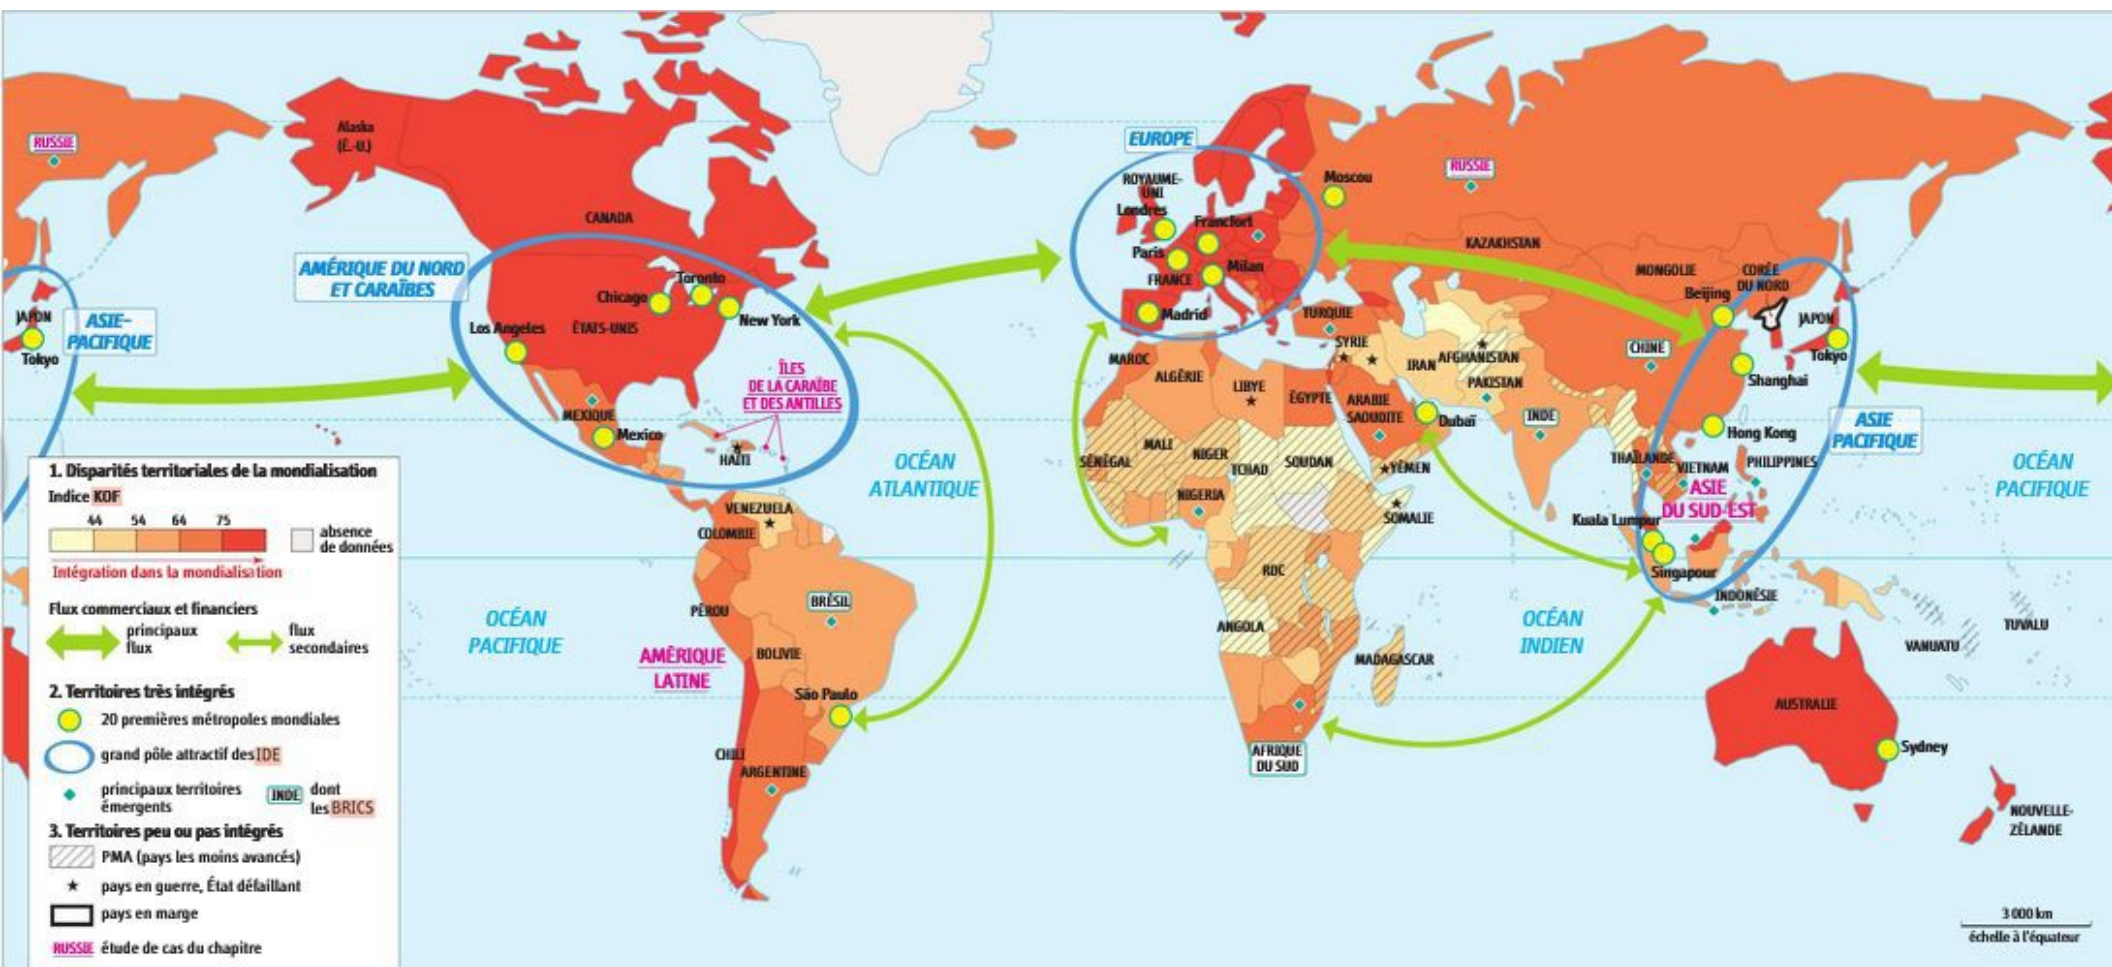 RUSSIE
JAPON
Tokyo
ASIE-
PACIFIQUE
Alaska
(É.-U.)
CANADA
AMÉRIQUE DU NORD
ET CARAÏBES
Toronto
Chicago
New York
Los Angeles
ÉTATS-UNIS
MEXIQUE
Mexico
ÎLES
DE LA CARAÏBE
ET DES ANTILLES
HAÏTI
OCÉAN
ATLANTIQUE
VENEZUELA
COLOMBIE
PÉROU
BRÉSIL
BOLIVIE
AMÉRIQUE
LATINE
São Paulo
CHILI
ARGENTINE
OCÉAN
PACIFIQUE
EUROPE
ROYAUME-
UNI
Londres
Francfort
Paris
FRANCE
Milan
Madrid
Moscou
RUSSIE
KAZAKHSTAN
MONGOLIE
CORÉE
DU NORD
Beijing
JAPON
Tokyo
CHINE
Shanghai
Hong Kong
ASIE
PACIFIQUE
TURQUIE
SYRIE
IRAN
AFGHANISTAN
PAKISTAN
INDE
MAROC
ALGÉRIE
LIBYE
ÉGYPTE
ARABIE
SAOUDITE
Dubaï
SÉNÉGAL
MALI
NIGER
TCHAD
SOUDAN
YÉMEN
NIGERIA
SOMALIE
RDC
ANGOLA
MADAGASCAR
AFRIQUE
DU SUD
THAÏLANDE
VIETNAM
PHILIPPINES
ASIE
DU SUD-EST
Kuala Lumpur
Singapour
INDONÉSIE
OCÉAN
INDIEN
OCÉAN
PACIFIQUE
TUVALU
VANUATU
AUSTRALIE
Sydney
NOUVELLE-
ZÉLANDE
3 000 km
échelle à l'équateur
1. Disparités territoriales de la mondialisation
Indice KOF
44 54 64 75
absence
de données
Intégration dans la mondialisation
Flux commerciaux et financiers
principaux
flux
flux
secondaires
2. Territoires très intégrés
20 premières métropoles mondiales
grand pôle attractif des IDE
principaux territoires
émergents
INDE dont
les BRICS
3. Territoires peu ou pas intégrés
PMA (pays les moins avancés)
pays en guerre, État défaillant
pays en marge
RUSSIE étude de cas du chapitre